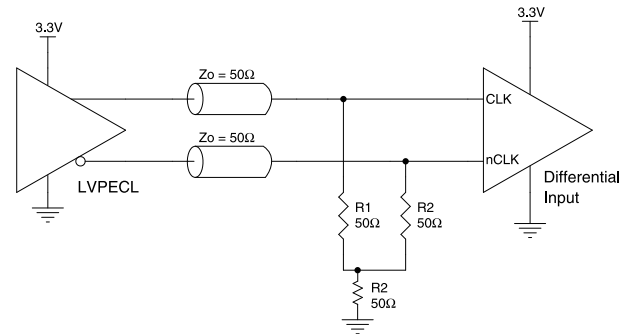 3.3V
3.3V
Zo = 50Ω
CLK
Zo = 50Ω
nCLK
LVPECL
Differential
Input
R1
50Ω
R2
50Ω
R2
50Ω